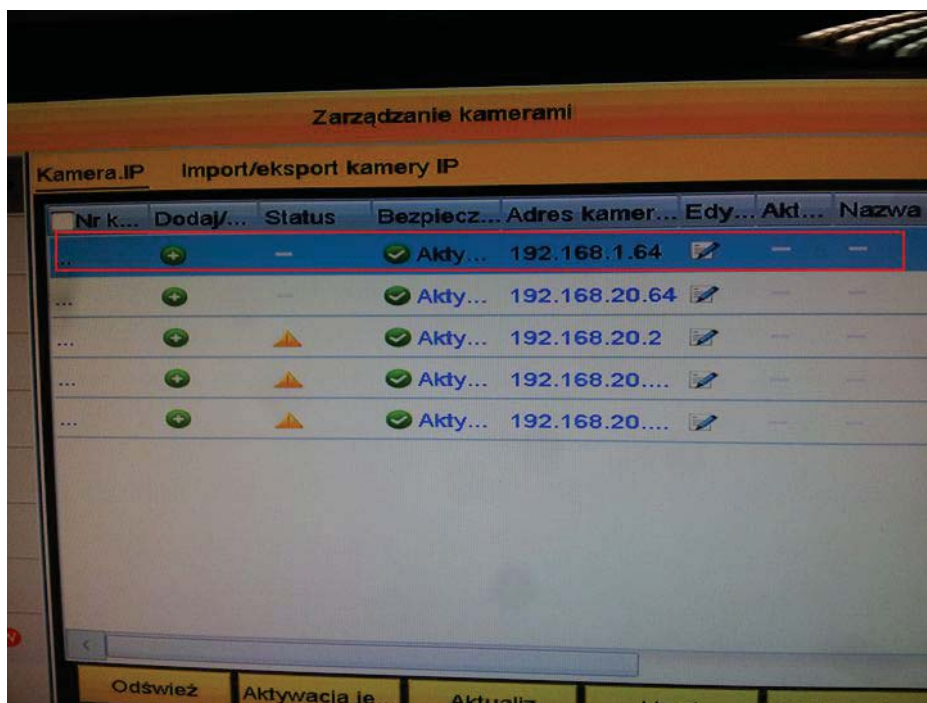 Zarządzanie kamerami
Kamera.IP Import/eksport kamery IP
Nr k... Dodaj/... Status Bezpiecz... Adres kamer... Edy... Akt... Nazwa
... Akty... 192.168.1.64
... Akty... 192.168.20.64
... Akty... 192.168.20.2
... Akty... 192.168.20....
... Akty... 192.168.20....
Odśwież Aktywacja je... Aktualiz...